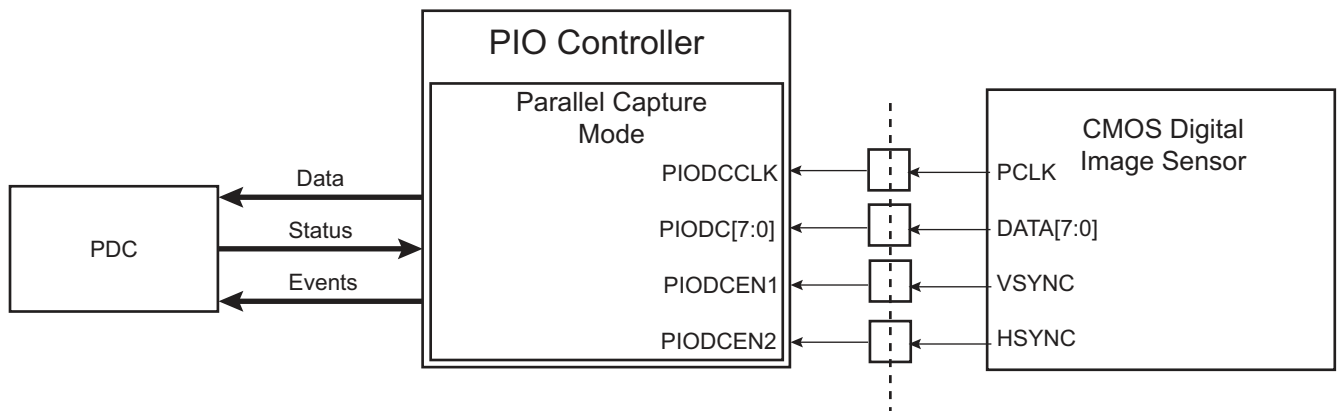 PIO Controller
Parallel Capture
Mode
CMOS Digital
Image Sensor
PIODCCLK
PCLK
Data
PIODC[7:0]
DATA[7:0]
PDC
Status
PIODCEN1
VSYNC
Events
PIODCEN2
HSYNC